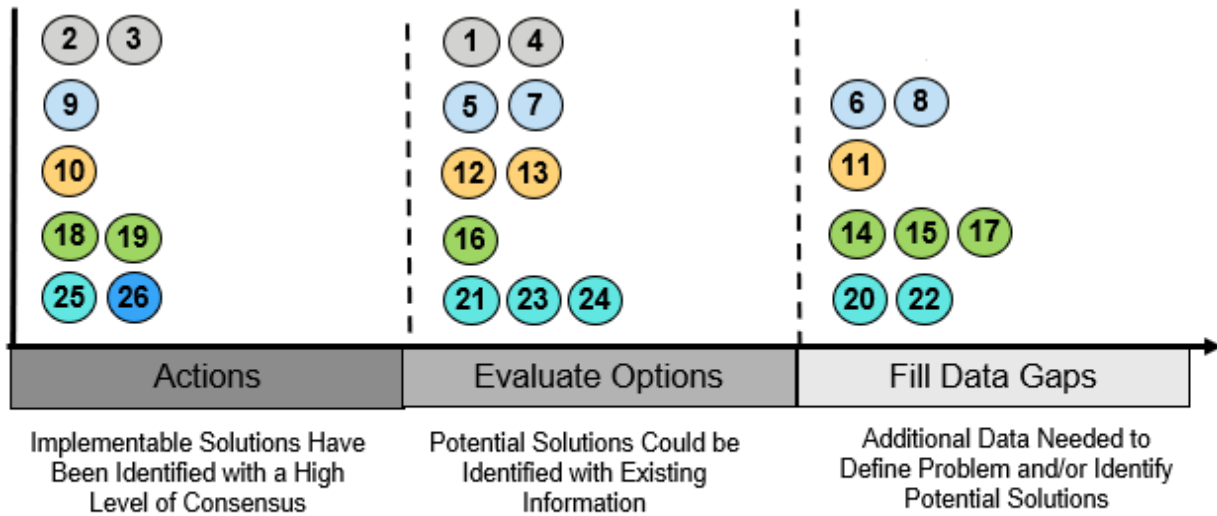 2 3 1 4
9 5 7 6 8
10 12 13 11
18 19 16 14 15 17
25 26 21 23 24 20 22
Actions Evaluate Options Fill Data Gaps
Implementable Solutions Have
Been Identified with a High
Level of Consensus
Potential Solutions Could be
Identified with Existing
Information
Additional Data Needed to
Define Problem and/or Identify
Potential Solutions